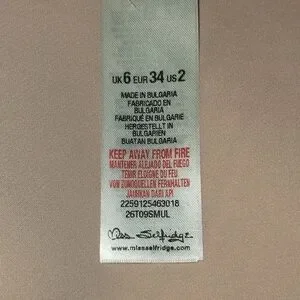 UK 6 EUR 34 US 2
MADE IN BULGARIA
FABRICADO EN
BULGARIA
FABRIQUÉ EN BULGARIE
HERGESTELLT IN
BULGARIEN
BUATAN BULGARIA
KEEP AWAY FROM FIRE
MANTENER ALEJADO DEL FUEGO
TENIR ELOIGNE DU FEU
VON ZUNDQUELLEN FERNHALTEN
JAUHKAN DARI API
2259125463018
26T09SMUL
Miss Selfridge
www.missselfridge.com